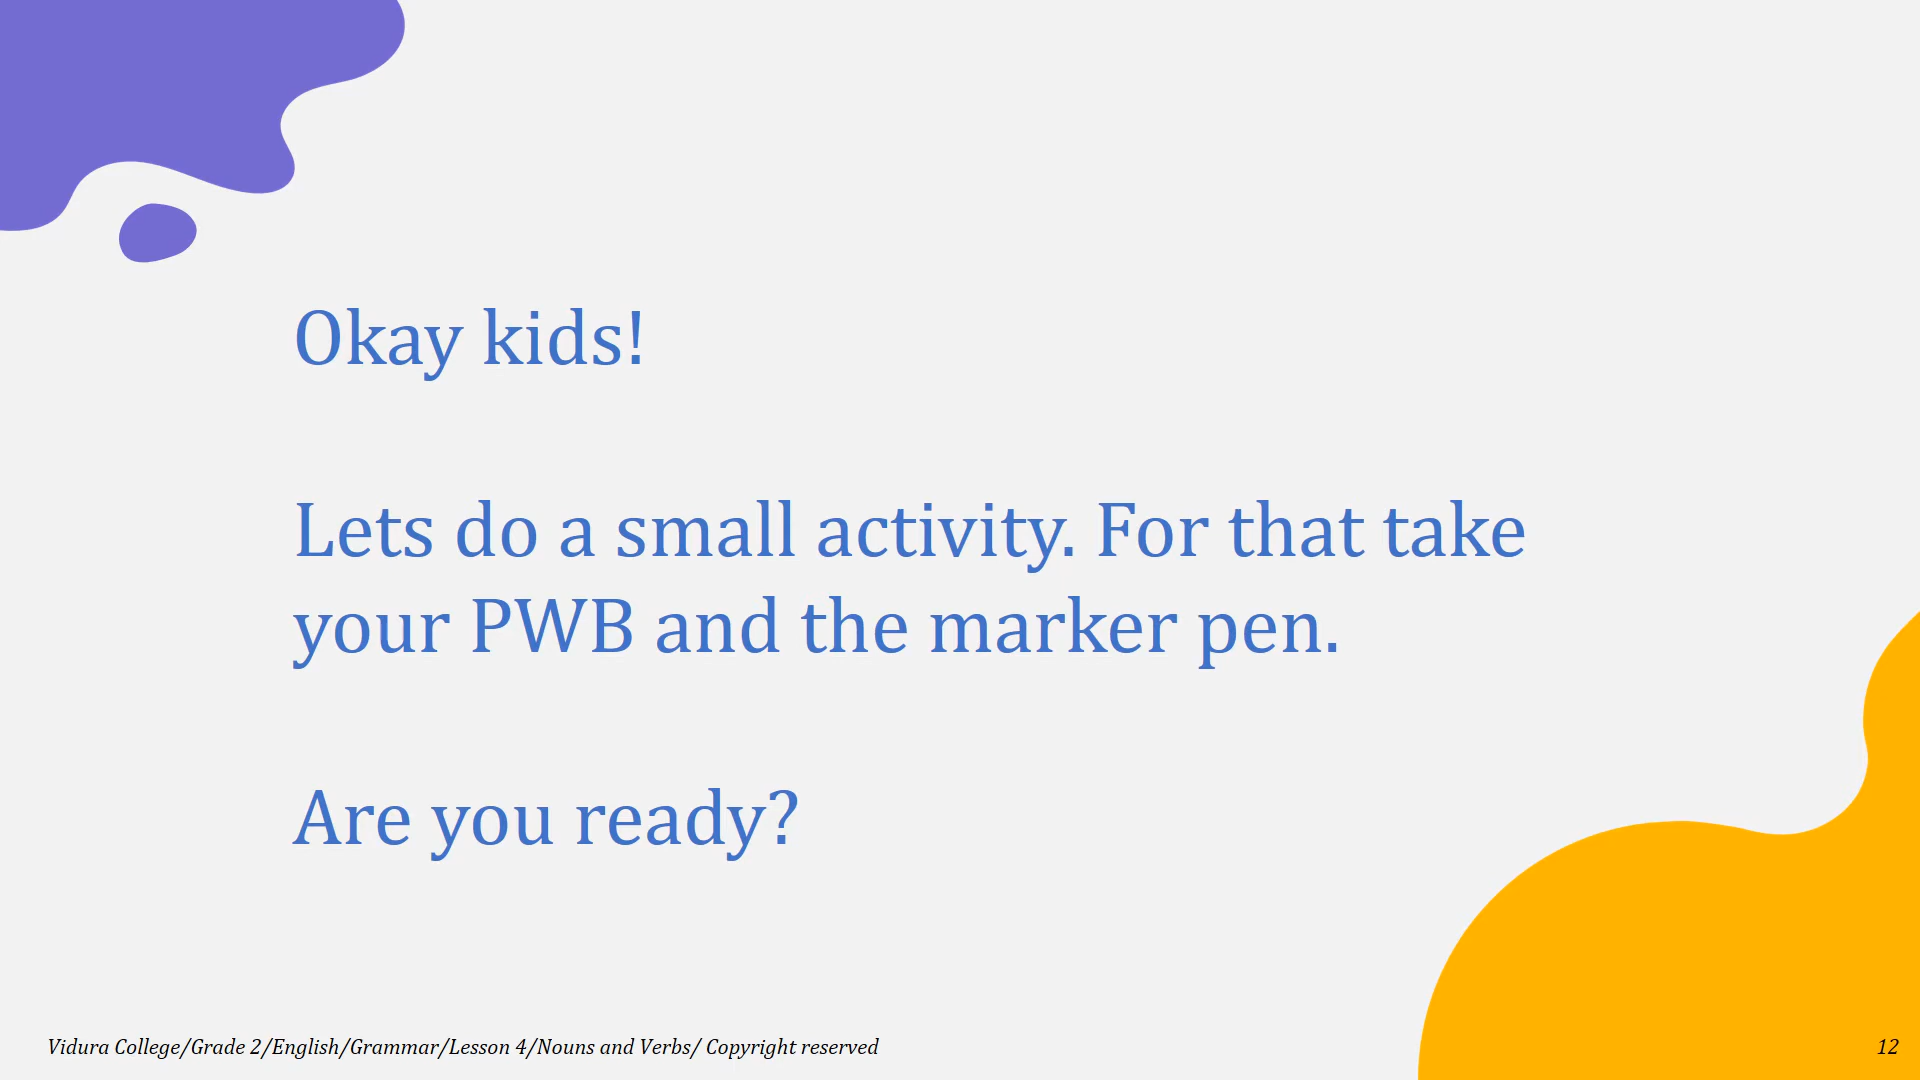 Okay kids!
Lets do a small activity. For that take
your PWB and the marker pen.
Are you ready?
Vidura College/Grade 2/English/Grammar/Lesson 4/Nouns and Verbs/ Copyright reserved
12